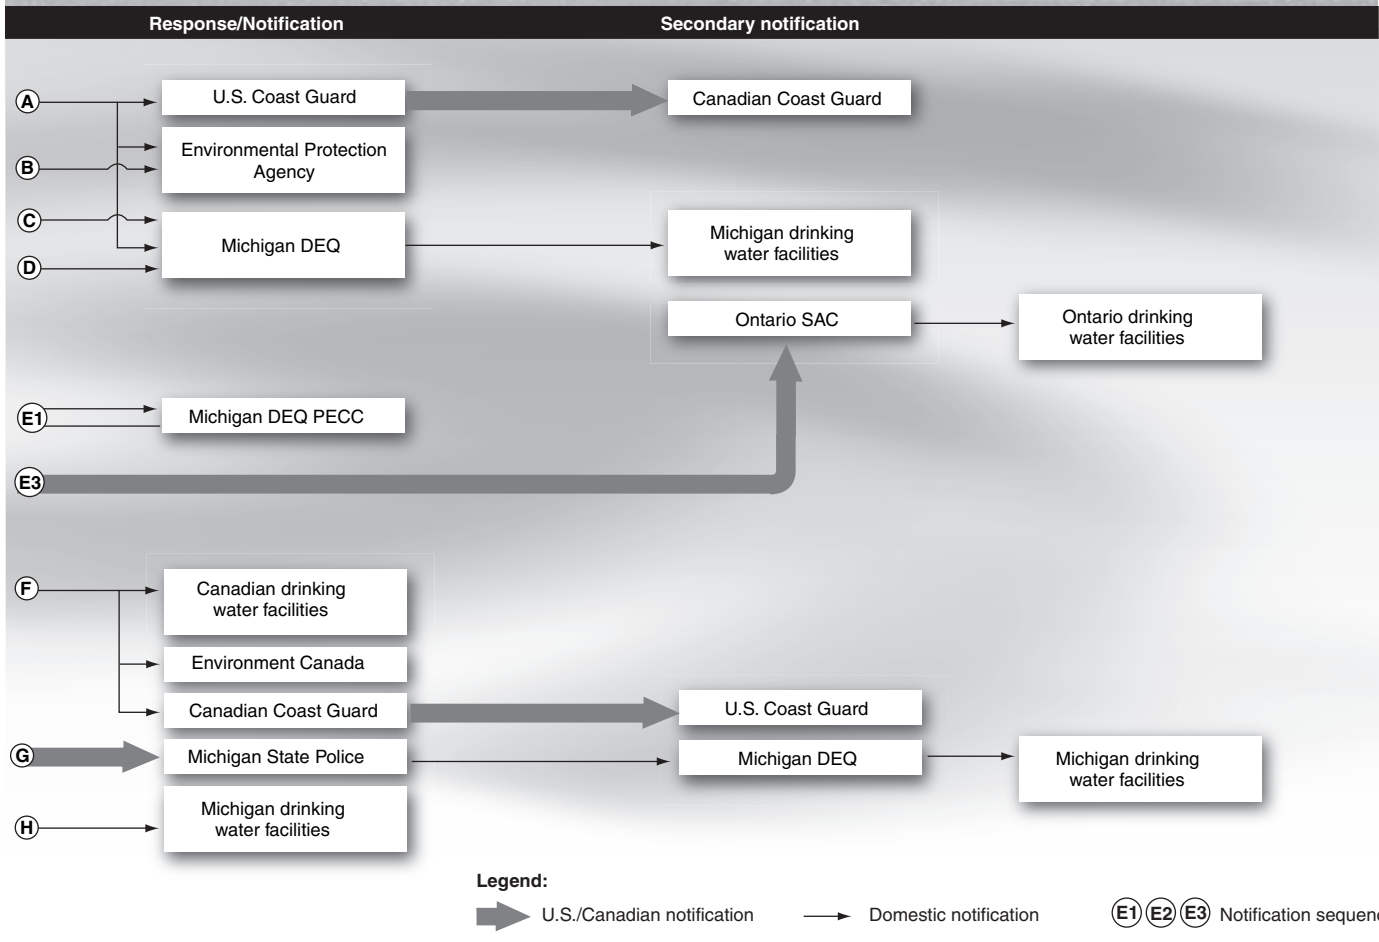 Response/Notification
Secondary notification
A
U.S. Coast Guard
Canadian Coast Guard
Environmental Protection
Agency
B
C
Michigan DEQ
Michigan drinking
water facilities
D
Ontario SAC
Ontario drinking
water facilities
E1
Michigan DEQ PECC
E3
F
Canadian drinking
water facilities
Environment Canada
Canadian Coast Guard
U.S. Coast Guard
G
Michigan State Police
Michigan DEQ
Michigan drinking
water facilities
H
Michigan drinking
water facilities
Legend:
U.S./Canadian notification
Domestic notification
E1 E2 E3 Notification